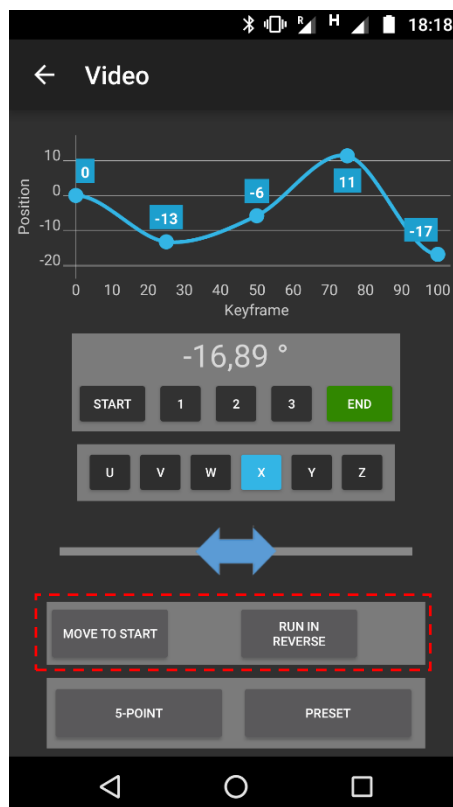 R H 18:18
Video
10
0
-10
-20
Position
0
-13
-6
11
-17
0 10 20 30 40 50 60 70 80 90 100
Keyframe
-16,89 °
START 1 2 3 END
U V W X Y Z
MOVE TO START
RUN IN
REVERSE
5-POINT PRESET